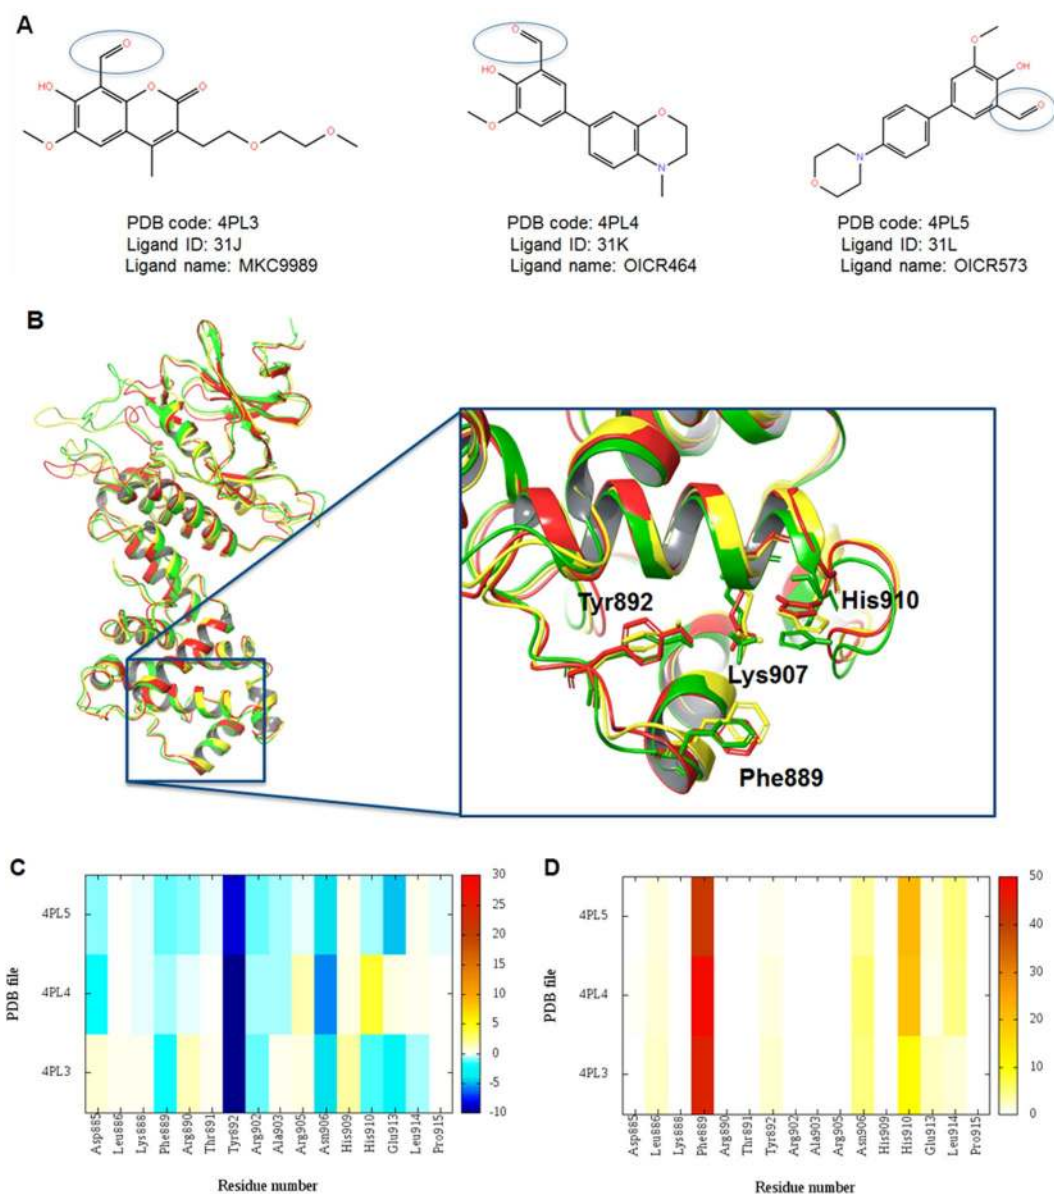 A
O
HO
O
O
O
O
O
O
HO
O
O
N
O
OH
O
N
O
PDB code: 4PL3
Ligand ID: 31J
Ligand name: MKC9989
PDB code: 4PL4
Ligand ID: 31K
Ligand name: OICR464
PDB code: 4PL5
Ligand ID: 31L
Ligand name: OICR573
B
Tyr892
His910
Lys907
Phe889
C
PDB file
4PL5
4PL4
4PL3
30
25
20
15
10
5
0
-5
-10
Asp885
Leu886
Lys888
Phe889
Arg890
Thr891
Tyr892
Arg902
Ala903
Arg905
Asn906
His909
His910
Glu913
Leu914
Pro915
Residue number
D
PDB file
4PL5
4PL4
4PL3
50
40
30
20
10
0
Asp885
Leu886
Lys888
Phe889
Arg890
Thr891
Tyr892
Arg902
Ala903
Arg905
Asn906
His909
His910
Glu913
Leu914
Pro915
Residue number